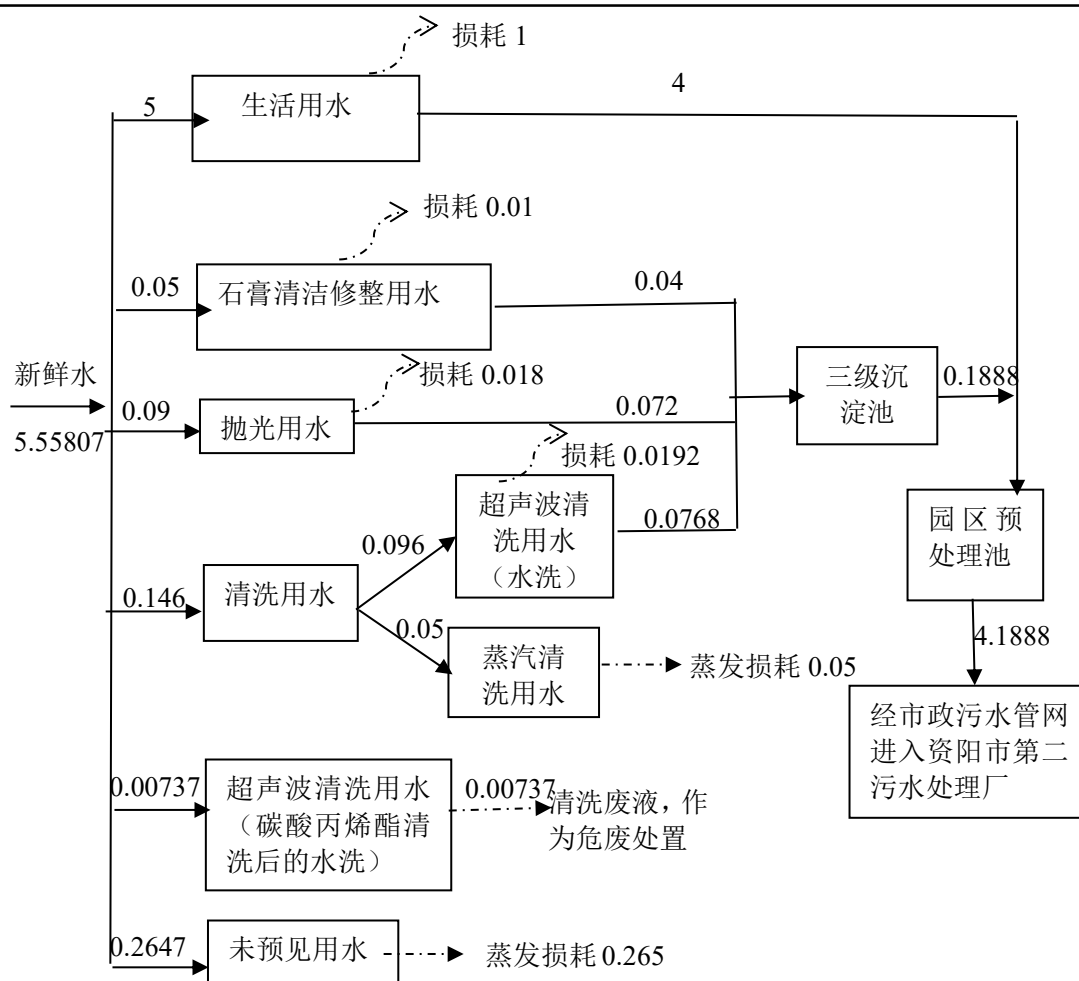 损耗 1
5
生活用水
4
损耗 0.01
0.05
石膏清洁修整用水
0.04
新鲜水
5.55807
损耗 0.018
0.09
抛光用水
0.072
三级沉
淀池
0.1888
损耗 0.0192
超声波清
洗用水
（水洗）
0.0768
园区预
处理池
0.096
0.146
清洗用水
0.05
蒸汽清
洗用水
蒸发损耗 0.05
4.1888
经市政污水管网
进入资阳市第二
污水处理厂
0.00737
超声波清洗用水
（碳酸丙烯酯清
洗后的水洗）
0.00737
清洗废液，作
为危废处置
0.2647
未预见用水
蒸发损耗 0.265